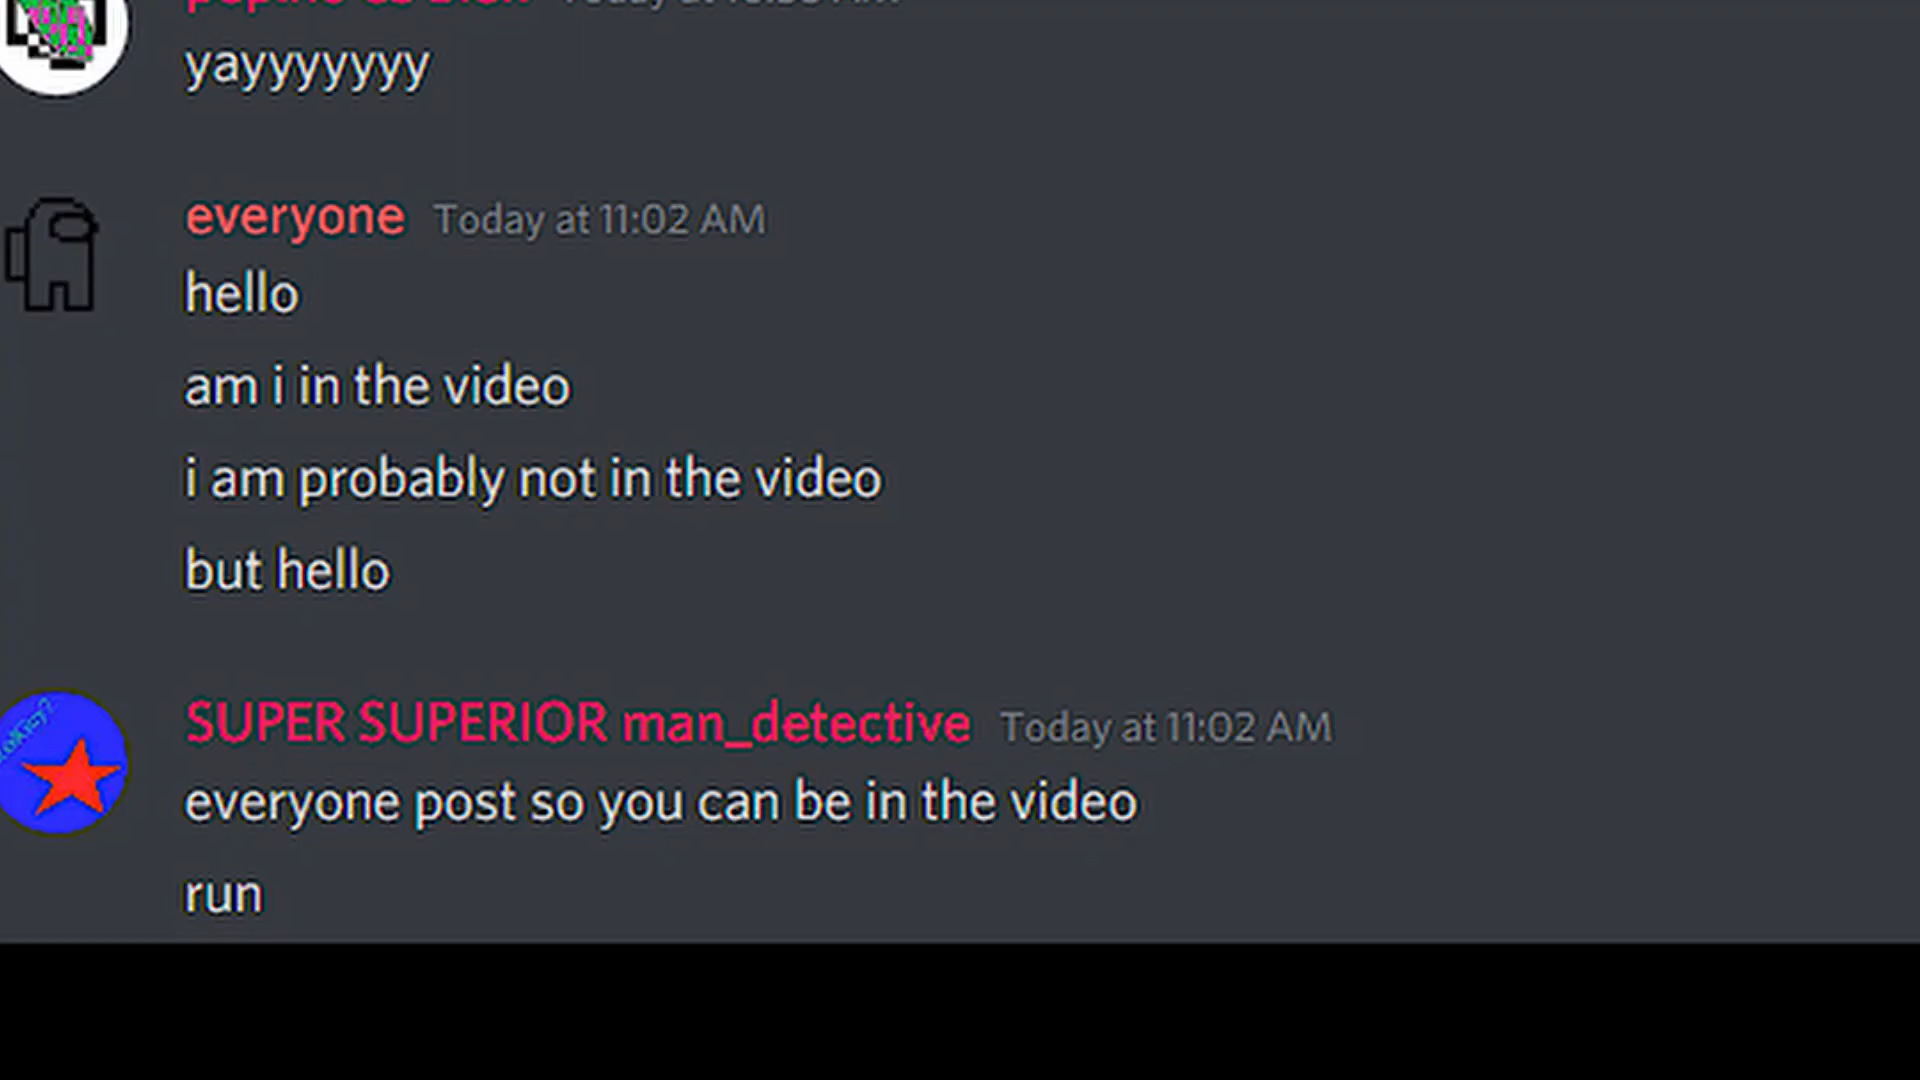 yayyyyyyy
everyone Today at 11:02 AM
hello
am i in the video
i am probably not in the video
but hello
SUPER SUPERIOR man_detective Today at 11:02 AM
everyone post so you can be in the video
run